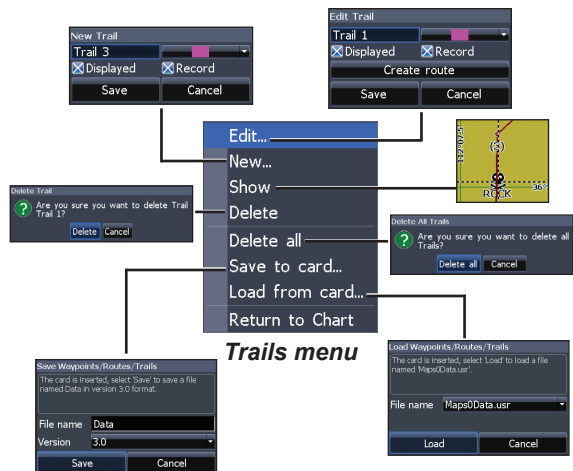 New Trail
Trail 3
Displayed Record
Save Cancel
Edit Trail
Trail 1
Displayed Record
Create route
Save Cancel
Edit...
New...
Show
Delete
Delete all
Save to card...
Load from card...
Return to Chart
Trails menu
112°07.5'
(3)
ROCK
36°
Delete Trail
Are you sure you want to delete Trail
Trail 1?
Delete Cancel
Delete All Trails
Are you sure you want to delete all
Trails?
Delete all Cancel
Save Waypoints/Routes/Trails
The card is inserted, select 'Save' to save a file
named Data in version 3.0 format.
File name Data
Version 3.0
Save Cancel
Load Waypoints/Routes/Trails
The card is inserted, select 'Load' to load a file
named 'Maps0Data.usr'.
File name Maps0Data.usr
Load Cancel